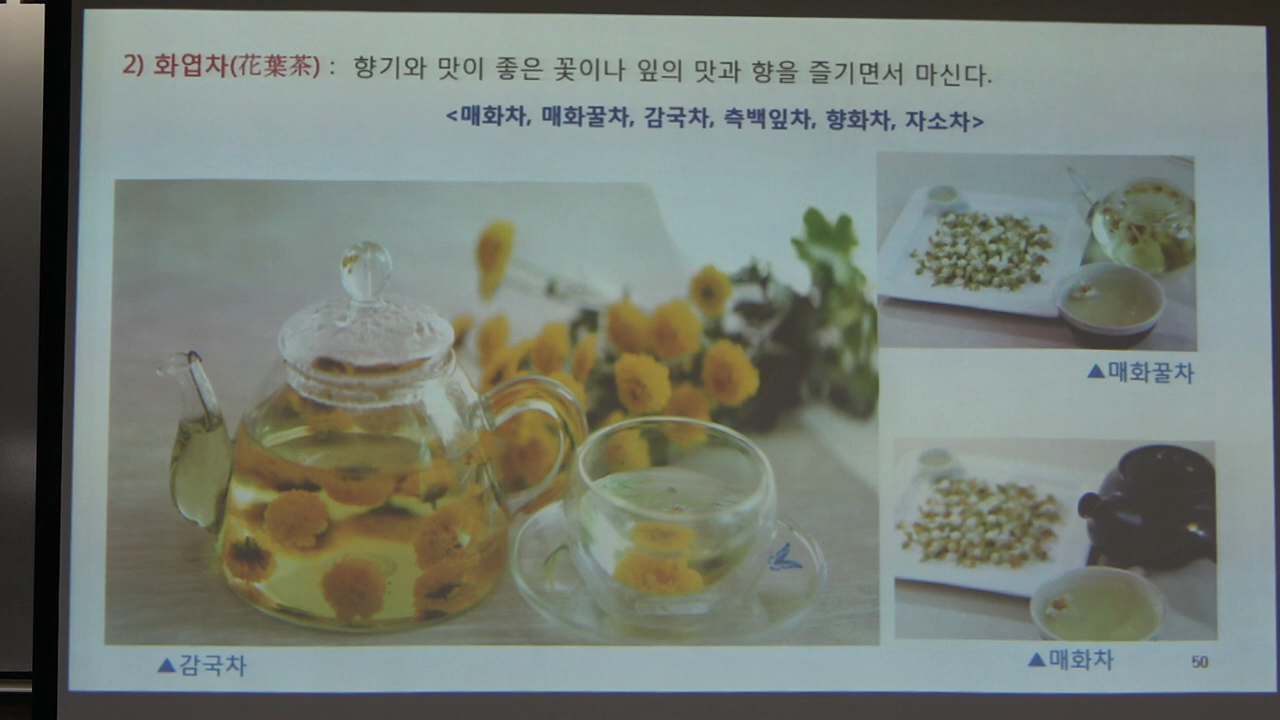 2) 화엽차(花葉茶) : 향기와 맛이 좋은 꽃이나 잎의 맛과 향을 즐기면서 마신다.
<매화차, 매화꿀차, 감국차, 측백잎차, 향화차, 자소차>
▲매화꿀차
▲감국차
▲매화차
50